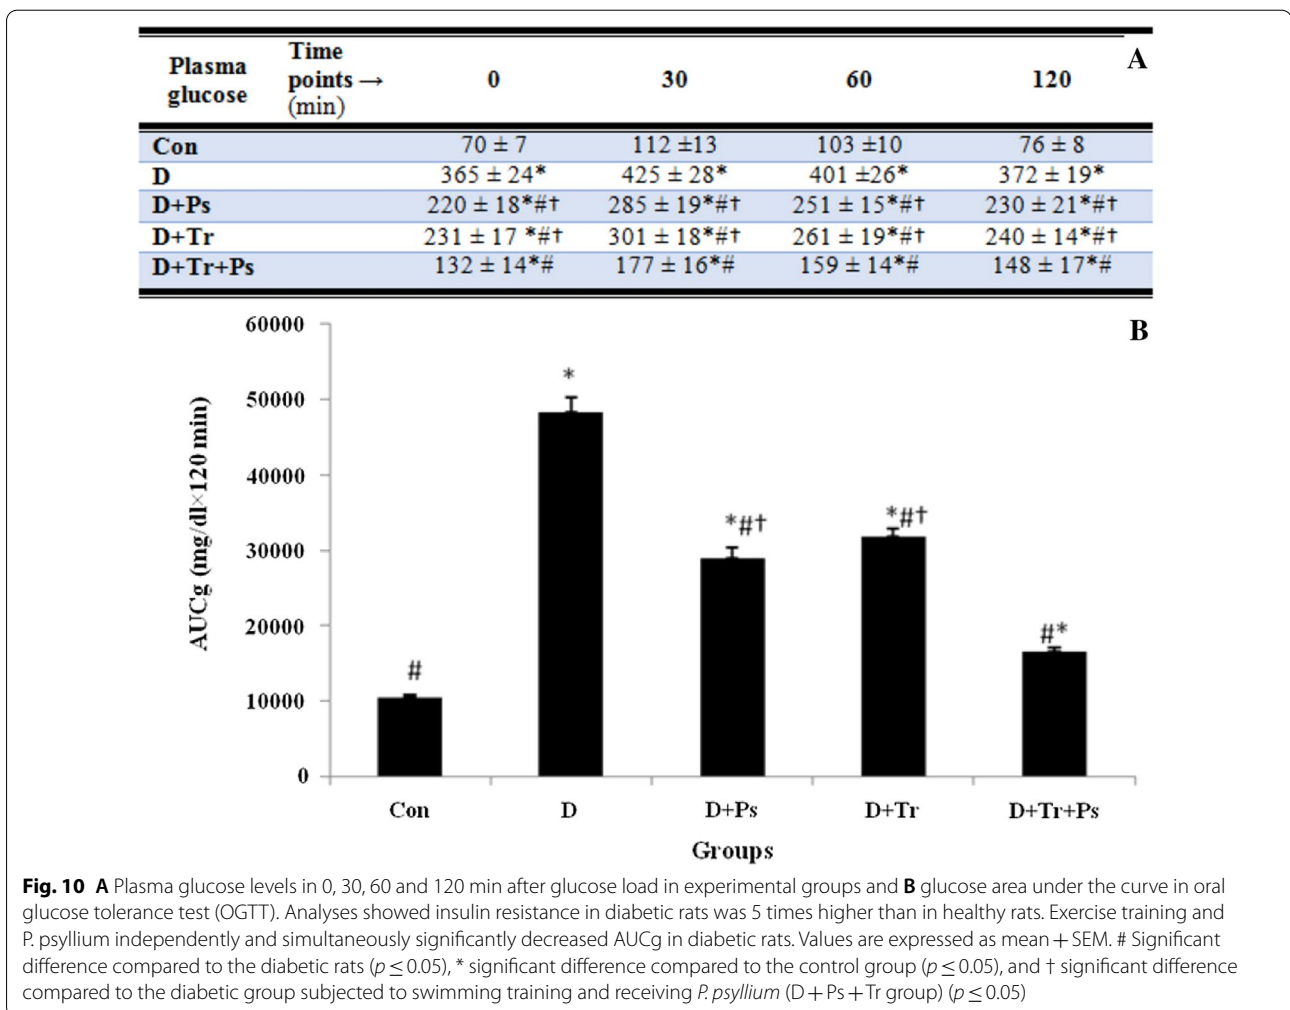 Plasma glucose Time points → (min) 0 30 60 120 A
Con 70 ± 7 112 ±13 103 ±10 76 ± 8
D 365 ± 24* 425 ± 28* 401 ±26* 372 ± 19*
D+Ps 220 ± 18*#† 285 ± 19*#† 251 ± 15*#† 230 ± 21*#†
D+Tr 231 ± 17 *#† 301 ± 18*#† 261 ± 19*#† 240 ± 14*#†
D+Tr+Ps 132 ± 14*# 177 ± 16*# 159 ± 14*# 148 ± 17*#
B
AUCg (mg/dl×120 min)
60000
50000
40000
30000
20000
10000
0
#
*
*#†
*#†
#*
Con D D+Ps D+Tr D+Tr+Ps
Groups
Fig. 10 A Plasma glucose levels in 0, 30, 60 and 120 min after glucose load in experimental groups and B glucose area under the curve in oral
glucose tolerance test (OGTT). Analyses showed insulin resistance in diabetic rats was 5 times higher than in healthy rats. Exercise training and
P. psyllium independently and simultaneously significantly decreased AUCg in diabetic rats. Values are expressed as mean + SEM. # Significant
difference compared to the diabetic rats (p ≤ 0.05), * significant difference compared to the control group (p ≤ 0.05), and † significant difference
compared to the diabetic group subjected to swimming training and receiving P. psyllium (D + Ps + Tr group) (p ≤ 0.05)